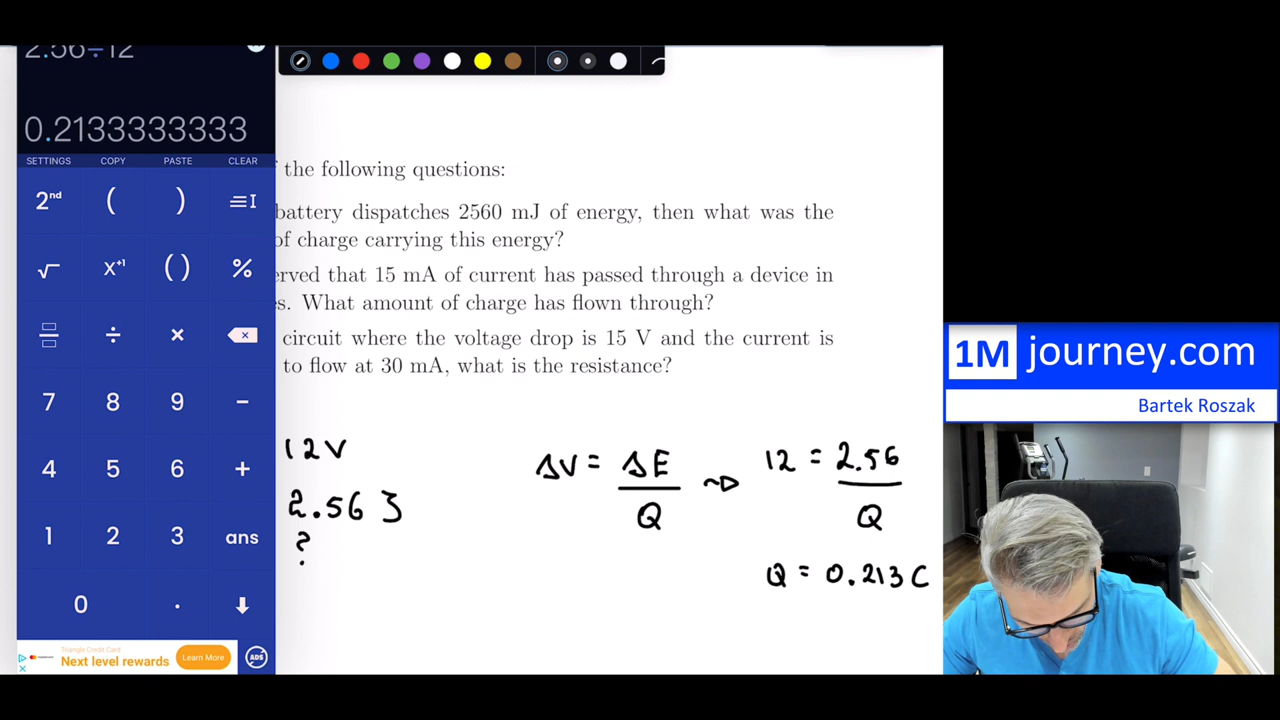 2.56÷12
0.2133333333
SETTINGS COPY PASTE CLEAR
2nd ( )
√ x+1 ( ) %
÷ ×
7 8 9 -
4 5 6 +
1 2 3 ans
0 .
Triangle Credit Card
Next level rewards
Learn More
ADS
the following questions:
battery dispatches 2560 mJ of energy, then what was the
of charge carrying this energy?
erved that 15 mA of current has passed through a device in
s. What amount of charge has flown through?
circuit where the voltage drop is 15 V and the current is
to flow at 30 mA, what is the resistance?
12V
2.56 J
?
ΔV = ΔE / Q
12 = 2.56 / Q
Q = 0.213 C
1M journey.com
Bartek Roszak